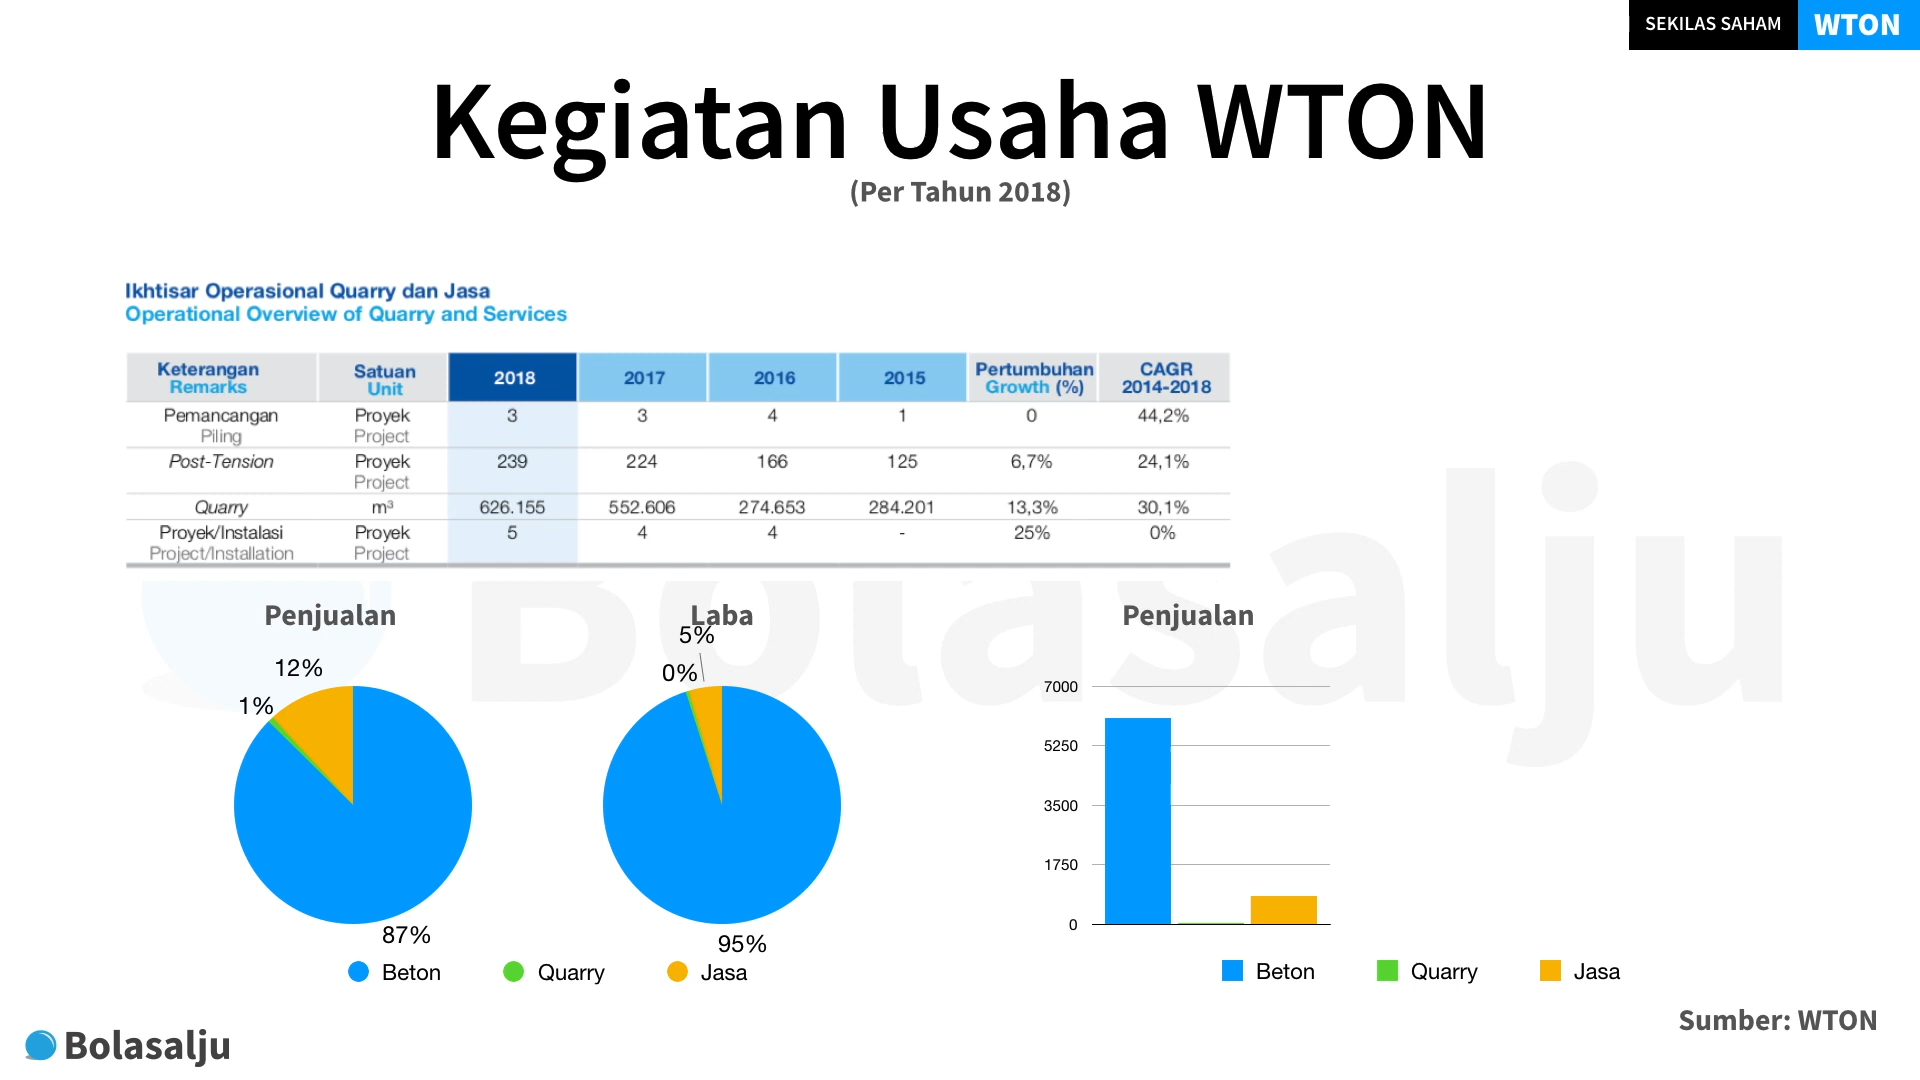 SEKILAS SAHAM WTON
Kegiatan Usaha WTON
(Per Tahun 2018)
Ikhtisar Operasional Quarry dan Jasa
Operational Overview of Quarry and Services
Keterangan Satuan 2018 2017 2016 2015 Pertumbuhan CAGR
Remarks Unit Growth (%) 2014-2018
Pemancangan Proyek 3 3 4 1 0 44,2%
Piling Project
Post-Tension Proyek 239 224 166 125 6,7% 24,1%
Project
Quarry m³ 626.155 552.606 274.653 284.201 13,3% 30,1%
Proyek/Instalasi Proyek 5 4 4 - 25% 0%
Project/Installation Project
Bolasalju
Penjualan
12%
1%
87%
Laba
5%
0%
95%
Beton Quarry Jasa
Penjualan
7000
5250
3500
1750
0
Beton Quarry Jasa
Sumber: WTON
Bolasalju